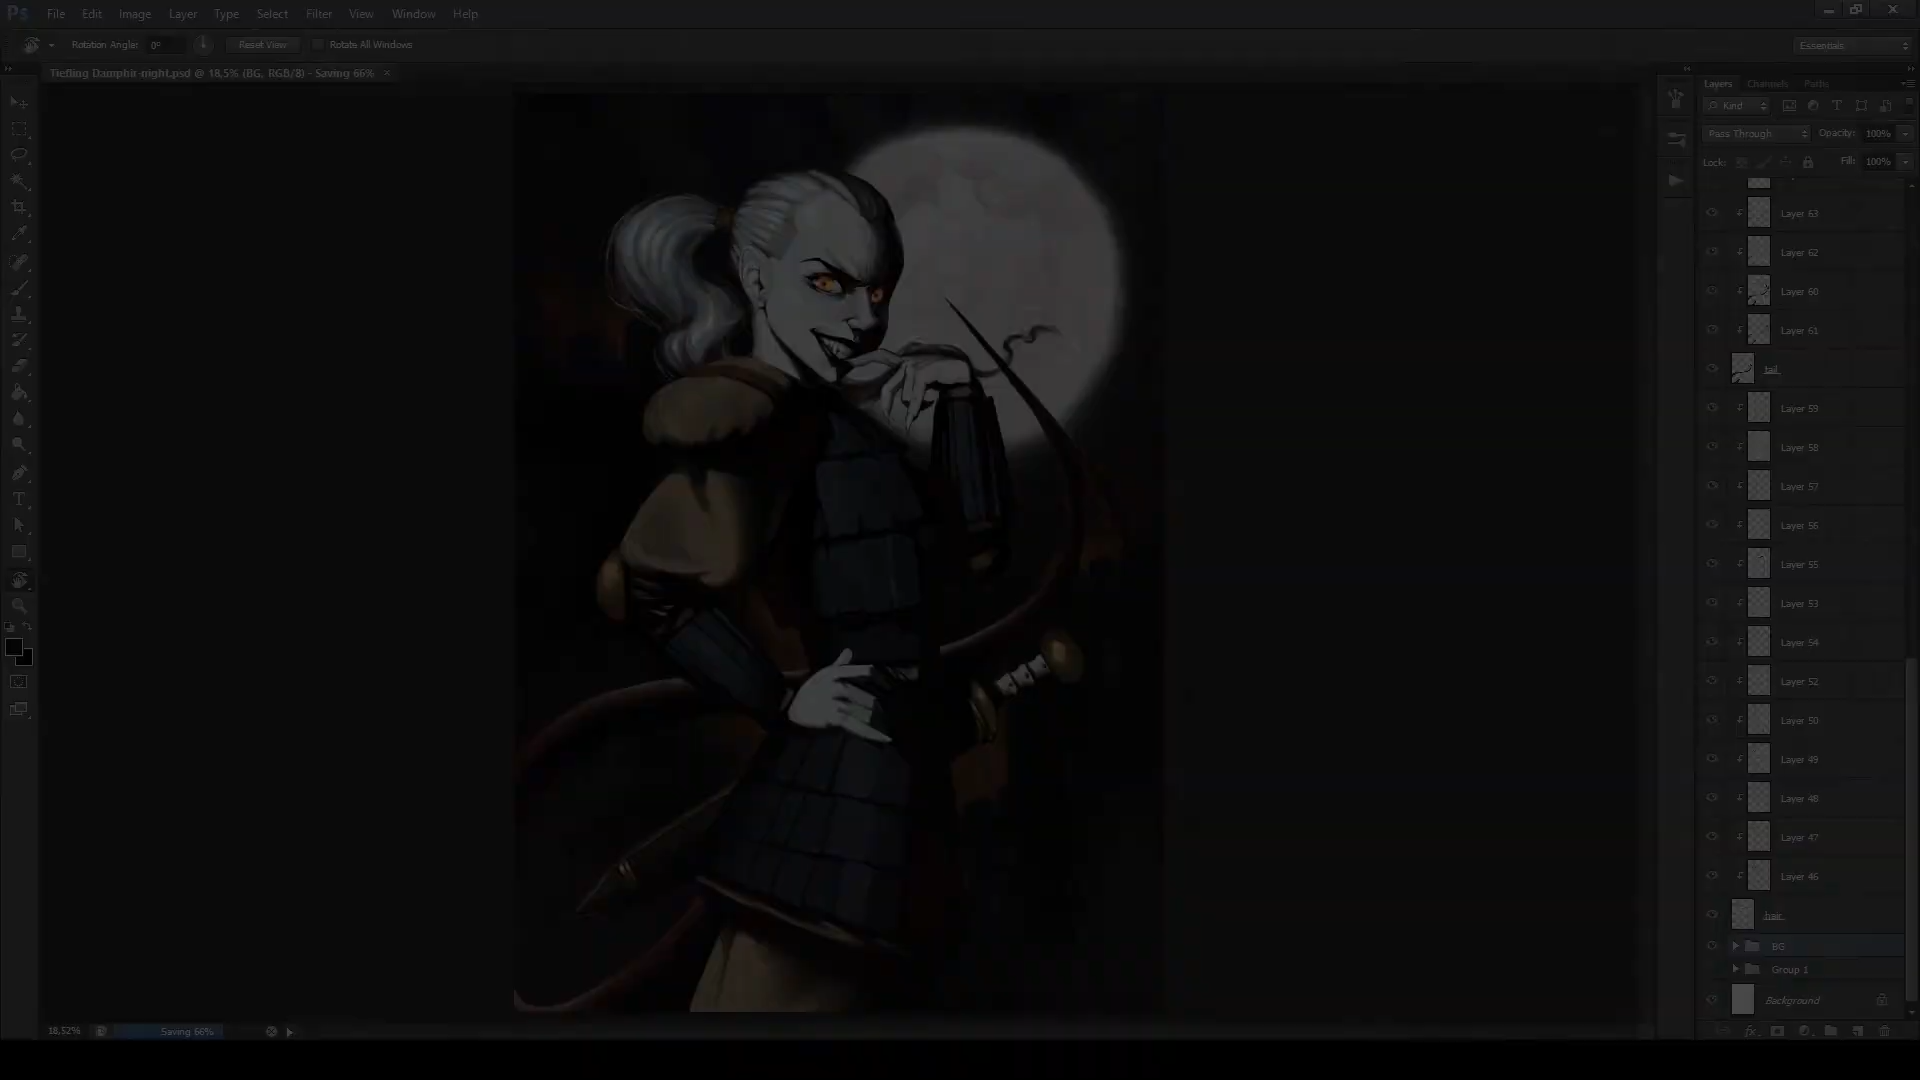 Ps File Edit Image Layer Type Select Filter View Window Help
Rotation Angle: 0° Reset View Rotate All Windows Essentials
Tiefling Damphir-night.psd @ 18,5% (BG, RGB/8) - Saving 66% ×
Layers Channels Paths
Kind
Pass Through Opacity: 100%
Lock: Fill: 100%
Layer 63
Layer 62
Layer 60
Layer 61
tail
Layer 59
Layer 58
Layer 57
Layer 56
Layer 55
Layer 53
Layer 54
Layer 52
Layer 50
Layer 49
Layer 48
Layer 47
Layer 46
hair
BG
Group 1
Background
18,52% Saving 66%